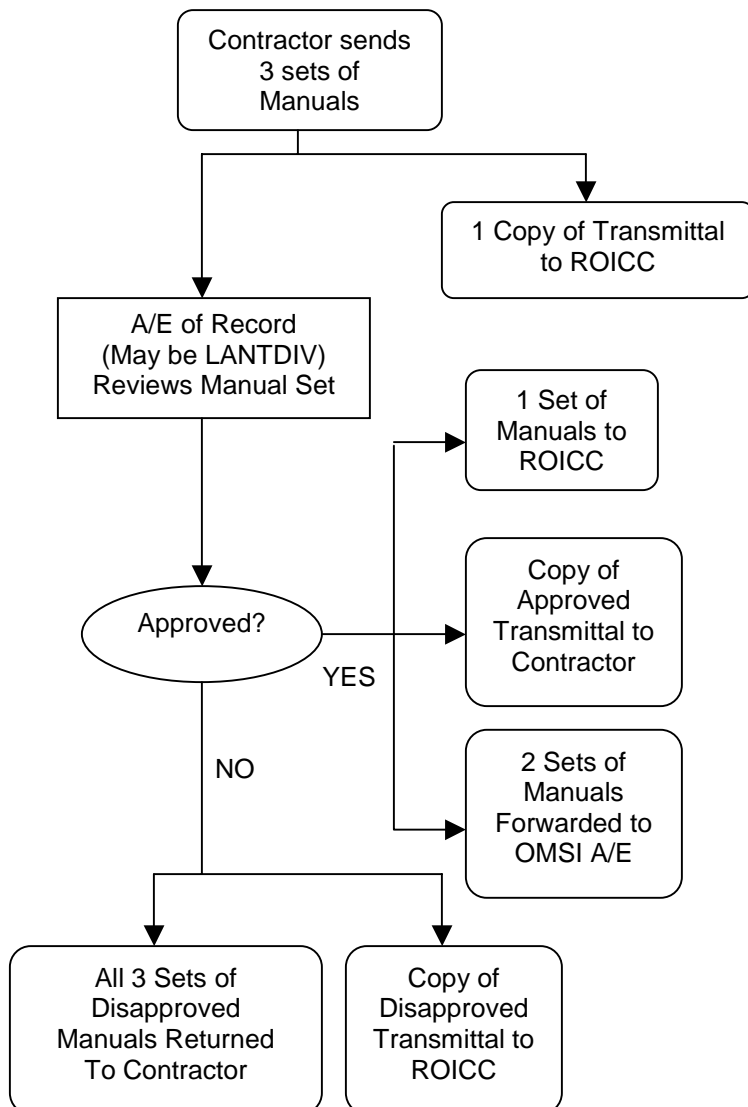 Contractor sends
3 sets of
Manuals
1 Copy of Transmittal
to ROICC
A/E of Record
(May be LANTDIV)
Reviews Manual Set
1 Set of
Manuals to
ROICC
Approved?
YES
Copy of
Approved
Transmittal to
Contractor
NO
2 Sets of
Manuals
Forwarded to
OMSI A/E
All 3 Sets of
Disapproved
Manuals Returned
To Contractor
Copy of
Disapproved
Transmittal to
ROICC